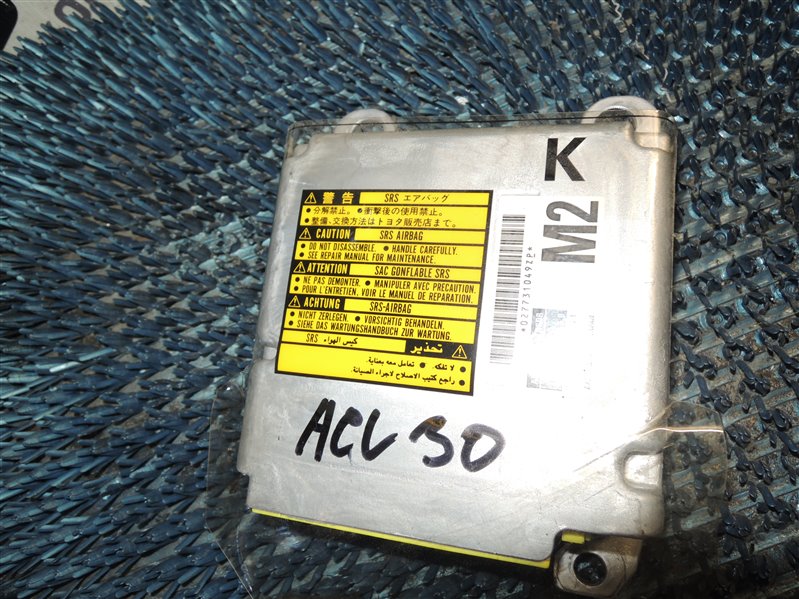 K
M2
警告 SRS エアバッグ
● 分解禁止。 ● 衝撃後の使用禁止。
● 整備、交換方法はトヨタ販売店まで。
CAUTION SRS AIRBAG
● DO NOT DISASSEMBLE. ● HANDLE CAREFULLY.
● SEE REPAIR MANUAL FOR MAINTENANCE.
ATTENTION SAC GONFLABLE SRS
● NE PAS DEMONTER. ● MANIPULER AVEC PRECAUTION.
● POUR L'ENTRETIEN, VOIR LE MANUEL DE REPARATION.
ACHTUNG SRS-AIRBAG
● NICHT ZERLEGEN. ● VORSICHTIG BEHANDELN.
● SIEHE DAS WARTUNGSHANDBUCH ZUR WARTUNG.
تحذير كيس الهواء SRS
● لا تفكه. ● تعامل معه بعناية.
● راجع كتيب الاصلاح لاجراء الصيانة.
*0277310492ZP*
ACV 30